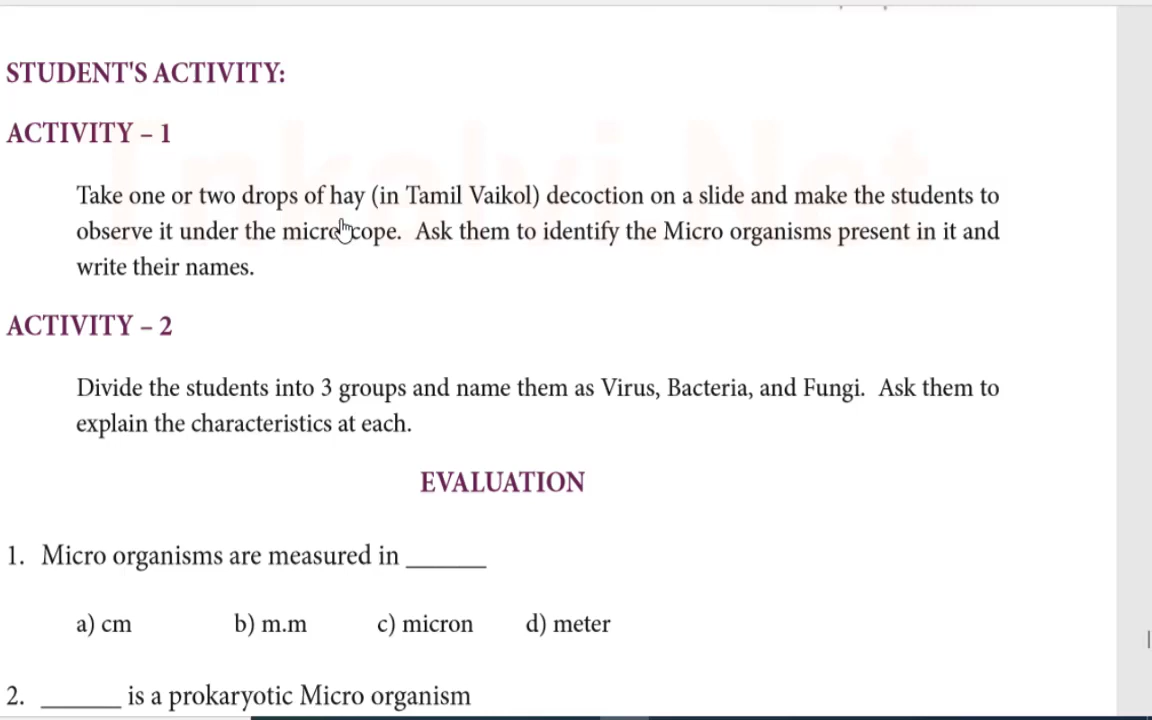 STUDENT'S ACTIVITY:
ACTIVITY – 1
Take one or two drops of hay (in Tamil Vaikol) decoction on a slide and make the students to
observe it under the microscope. Ask them to identify the Micro organisms present in it and
write their names.
ACTIVITY – 2
Divide the students into 3 groups and name them as Virus, Bacteria, and Fungi. Ask them to
explain the characteristics at each.
EVALUATION
1. Micro organisms are measured in ______
a) cm b) m.m c) micron d) meter
2. ______ is a prokaryotic Micro organism